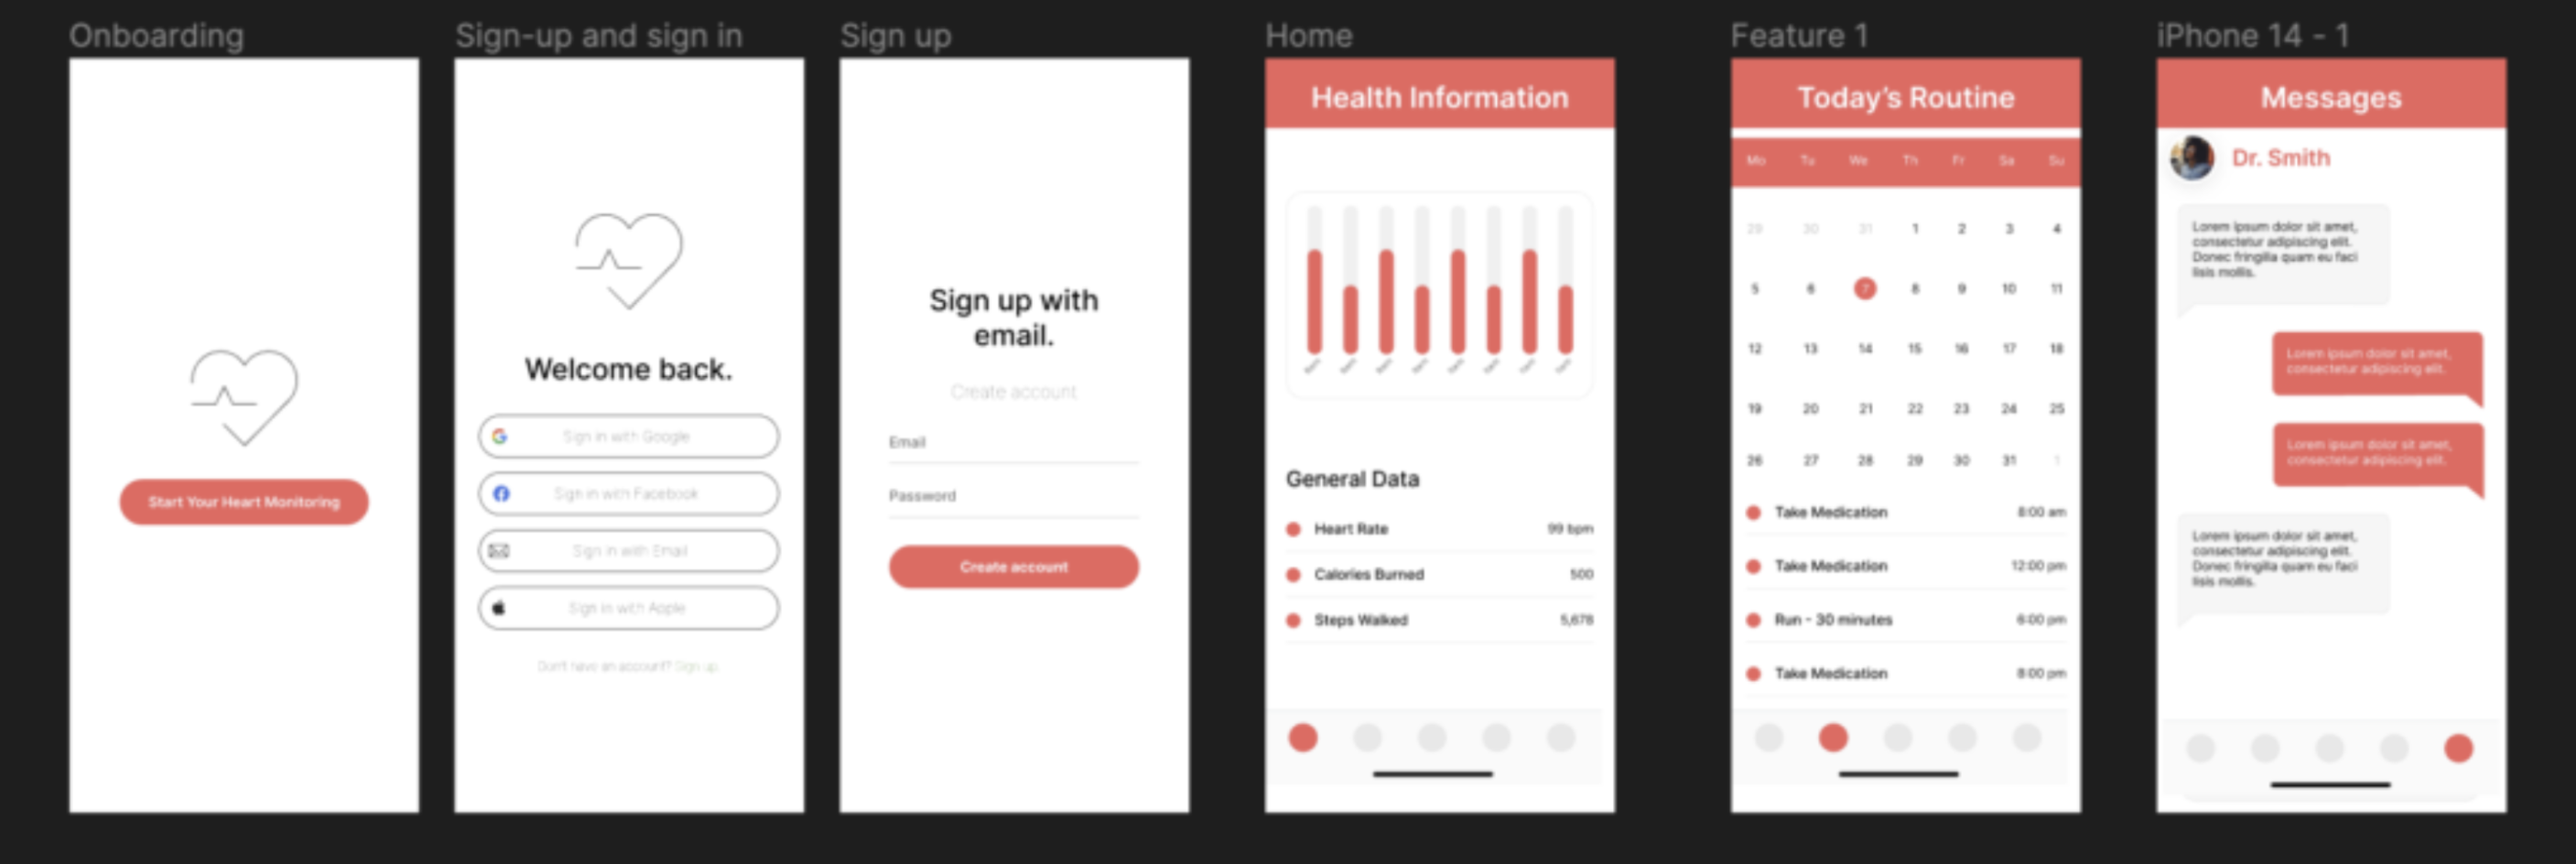 Onboarding
Start Your Heart Monitoring
Sign-up and sign in
Welcome back.
Sign in with Google
Sign in with Facebook
Sign in with Email
Sign in with Apple
Don't have an account? Sign up.
Sign up
Sign up with
email.
Create account
Email
Password
Create account
Home
Health Information
General Data
Heart Rate 99 bpm
Calories Burned 500
Steps Walked 5,678
Feature 1
Today's Routine
Mo Tu We Th Fr Sa Su
29 30 31 1 2 3 4
5 6 7 8 9 10 11
12 13 14 15 16 17 18
19 20 21 22 23 24 25
26 27 28 29 30 31 1
Take Medication 8:00 am
Take Medication 12:00 pm
Run - 30 minutes 6:00 pm
Take Medication 8:00 pm
iPhone 14 - 1
Messages
Dr. Smith
Lorem ipsum dolor sit amet,
consectetur adipiscing elit.
Donec fringilla quam eu faci
lisis mollis.
Lorem ipsum dolor sit amet,
consectetur adipiscing elit.
Lorem ipsum dolor sit amet,
consectetur adipiscing elit.
Lorem ipsum dolor sit amet,
consectetur adipiscing elit.
Donec fringilla quam eu faci
lisis mollis.